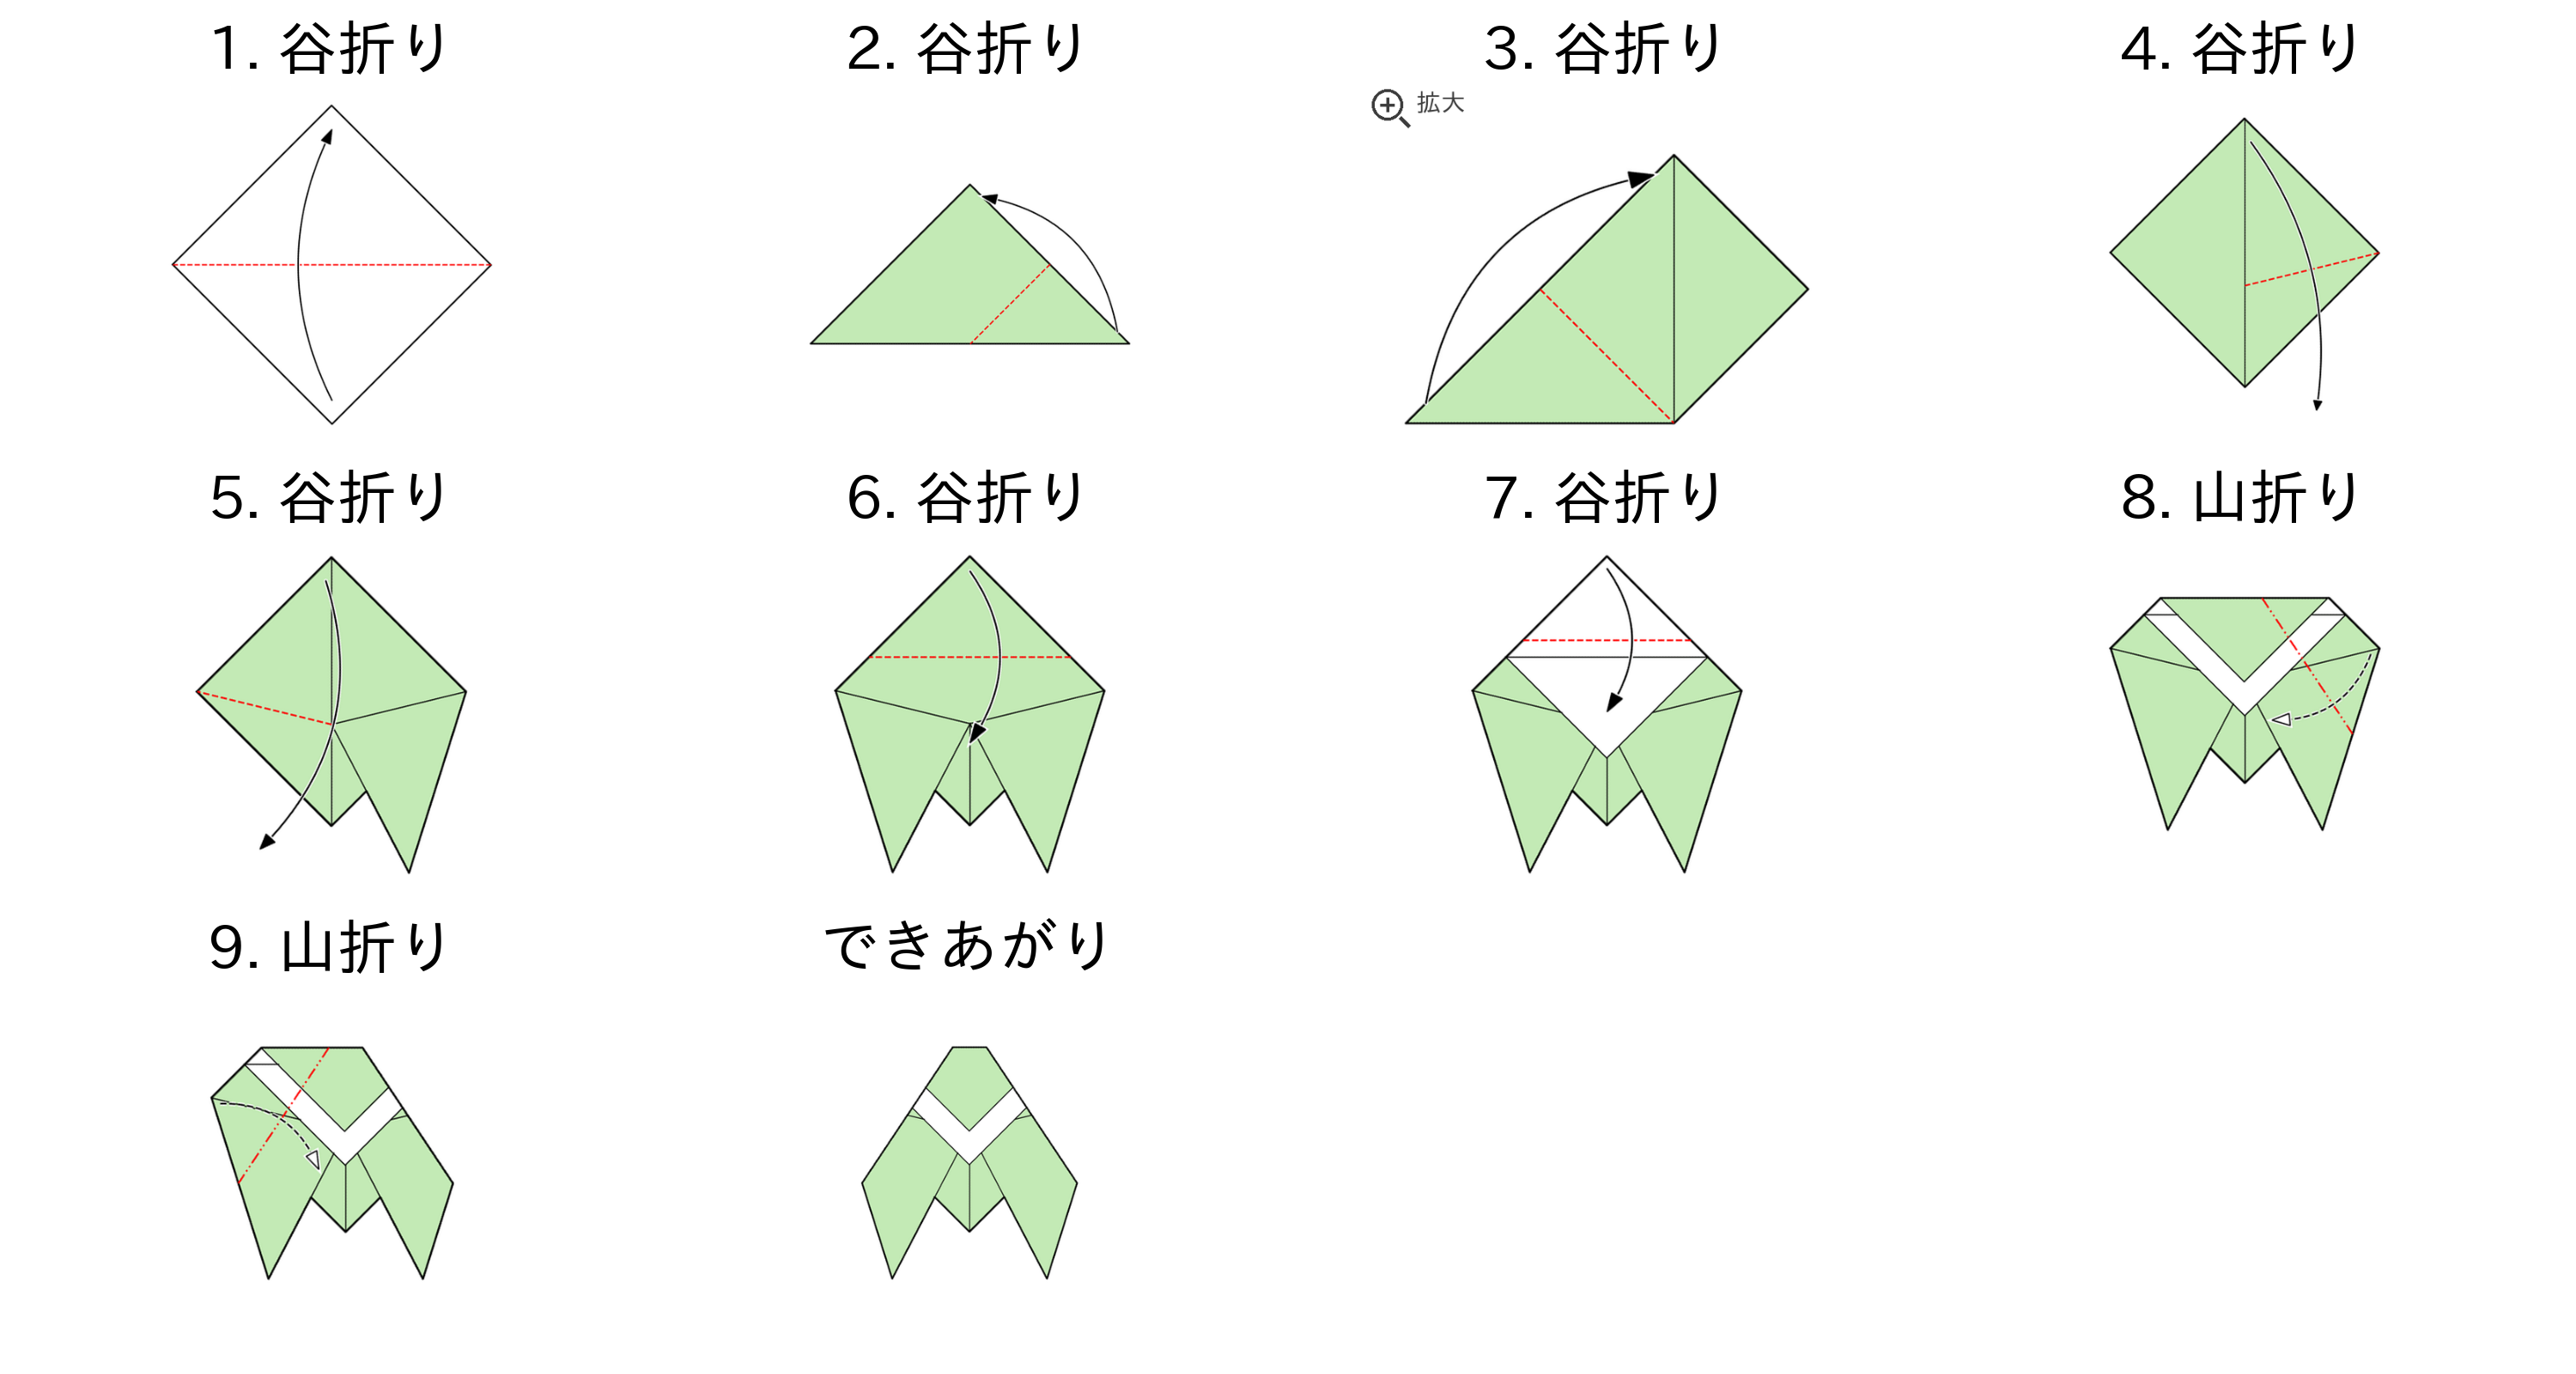 1. 谷折り
2. 谷折り
3. 谷折り
拡大
4. 谷折り
5. 谷折り
6. 谷折り
7. 谷折り
8. 山折り
9. 山折り
できあがり